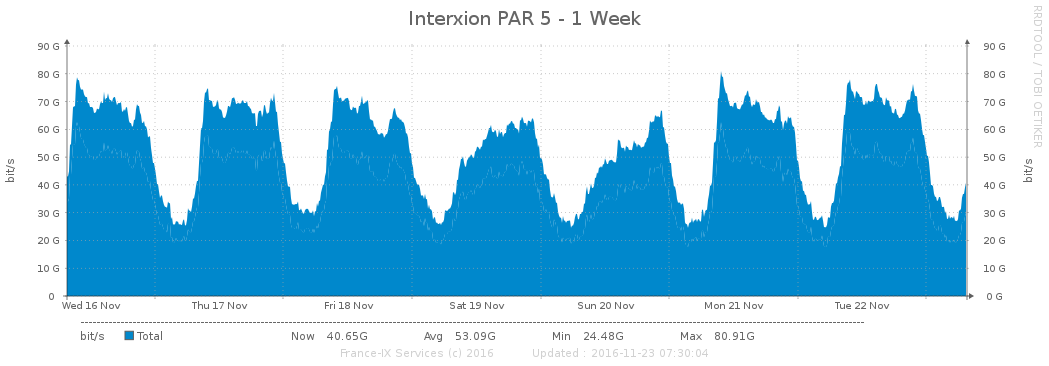 Interxion PAR 5 - 1 Week
RRDTOOL / TOBI OETIKER
90 G 90 G
80 G 80 G
70 G 70 G
60 G 60 G
50 G 50 G
40 G 40 G
30 G 30 G
20 G 20 G
10 G 10 G
0 0 G
bit/s bit/s
Wed 16 Nov Thu 17 Nov Fri 18 Nov Sat 19 Nov Sun 20 Nov Mon 21 Nov Tue 22 Nov
bit/s Total Now 40.65G Avg 53.09G Min 24.48G Max 80.91G
France-IX Services (c) 2016 Updated : 2016-11-23 07:30:04